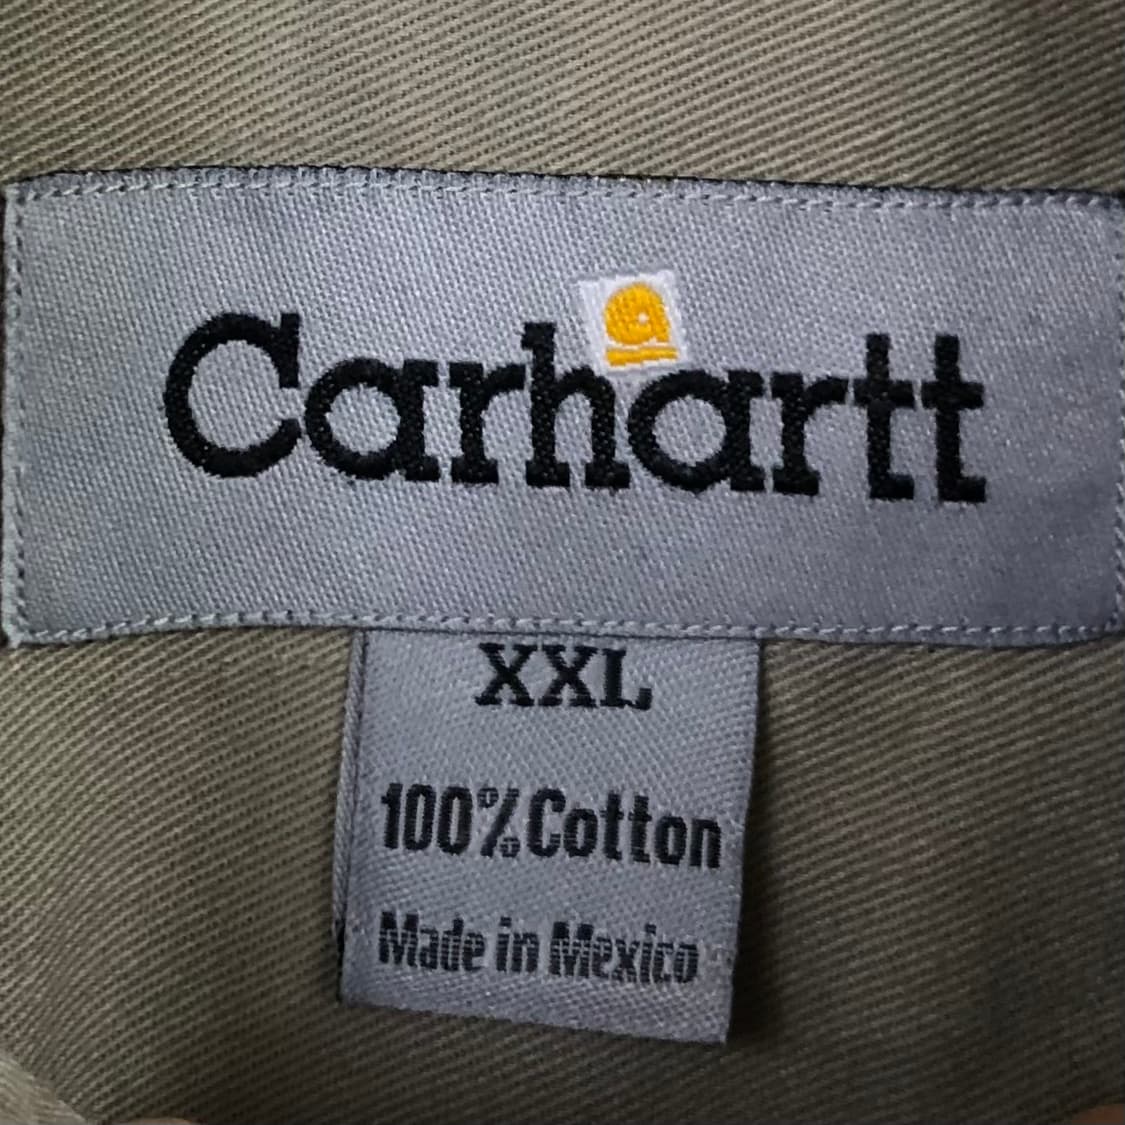 Carhartt
XXL
100% Cotton
Made in Mexico